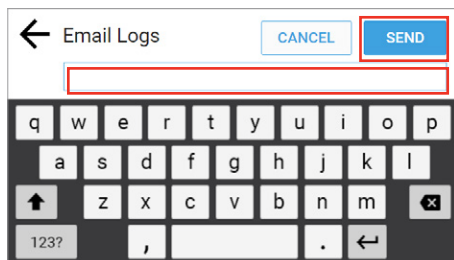 Email Logs CANCEL SEND
q w e r t y u i o p
a s d f g h j k l
z x c v b n m
123? , .